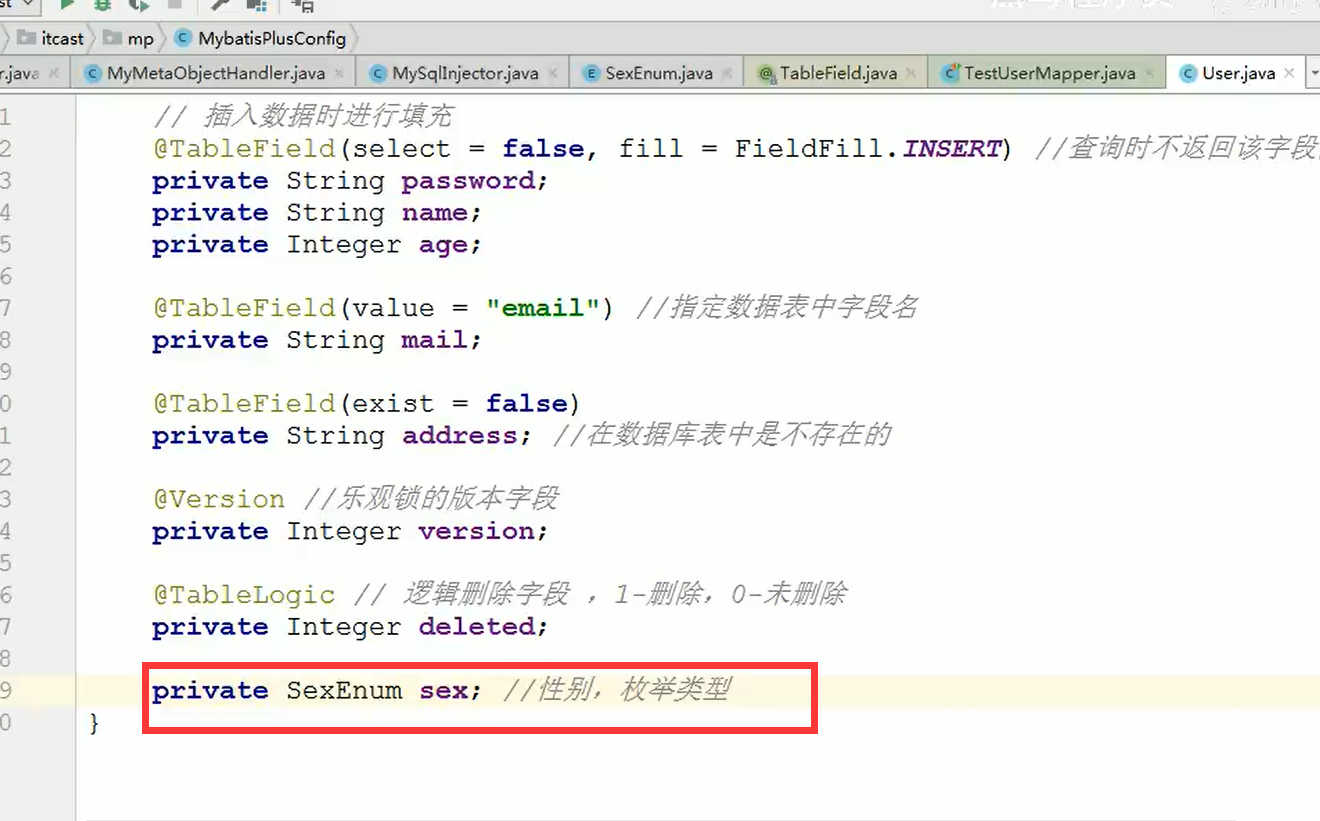 itcast mp MybatisPlusConfig
r.java MyMetaObjectHandler.java MySqlInjector.java SexEnum.java TableField.java TestUserMapper.java User.java
1 // 插入数据时进行填充
2 @TableField(select = false, fill = FieldFill.INSERT) //查询时不返回该字段
3 private String password;
4 private String name;
5 private Integer age;
6
7 @TableField(value = "email") //指定数据表中字段名
8 private String mail;
9
0 @TableField(exist = false)
1 private String address; //在数据库表中是不存在的
2
3 @Version //乐观锁的版本字段
4 private Integer version;
5
6 @TableLogic // 逻辑删除字段 ，1-删除，0-未删除
7 private Integer deleted;
8
9 private SexEnum sex; //性别，枚举类型
0 }